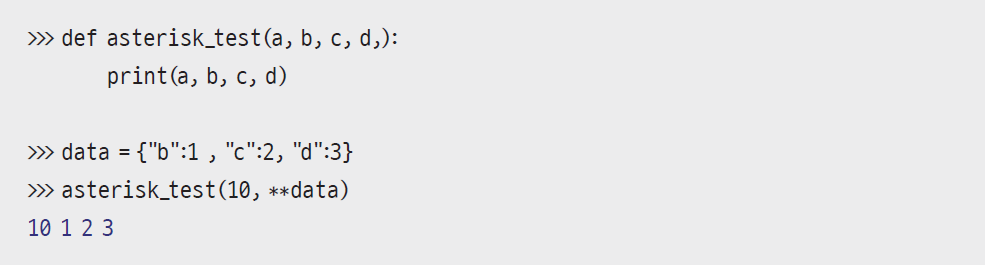 >>> def asterisk_test(a, b, c, d,):
        print(a, b, c, d)
>>> data = {"b":1 , "c":2, "d":3}
>>> asterisk_test(10, **data)
10 1 2 3